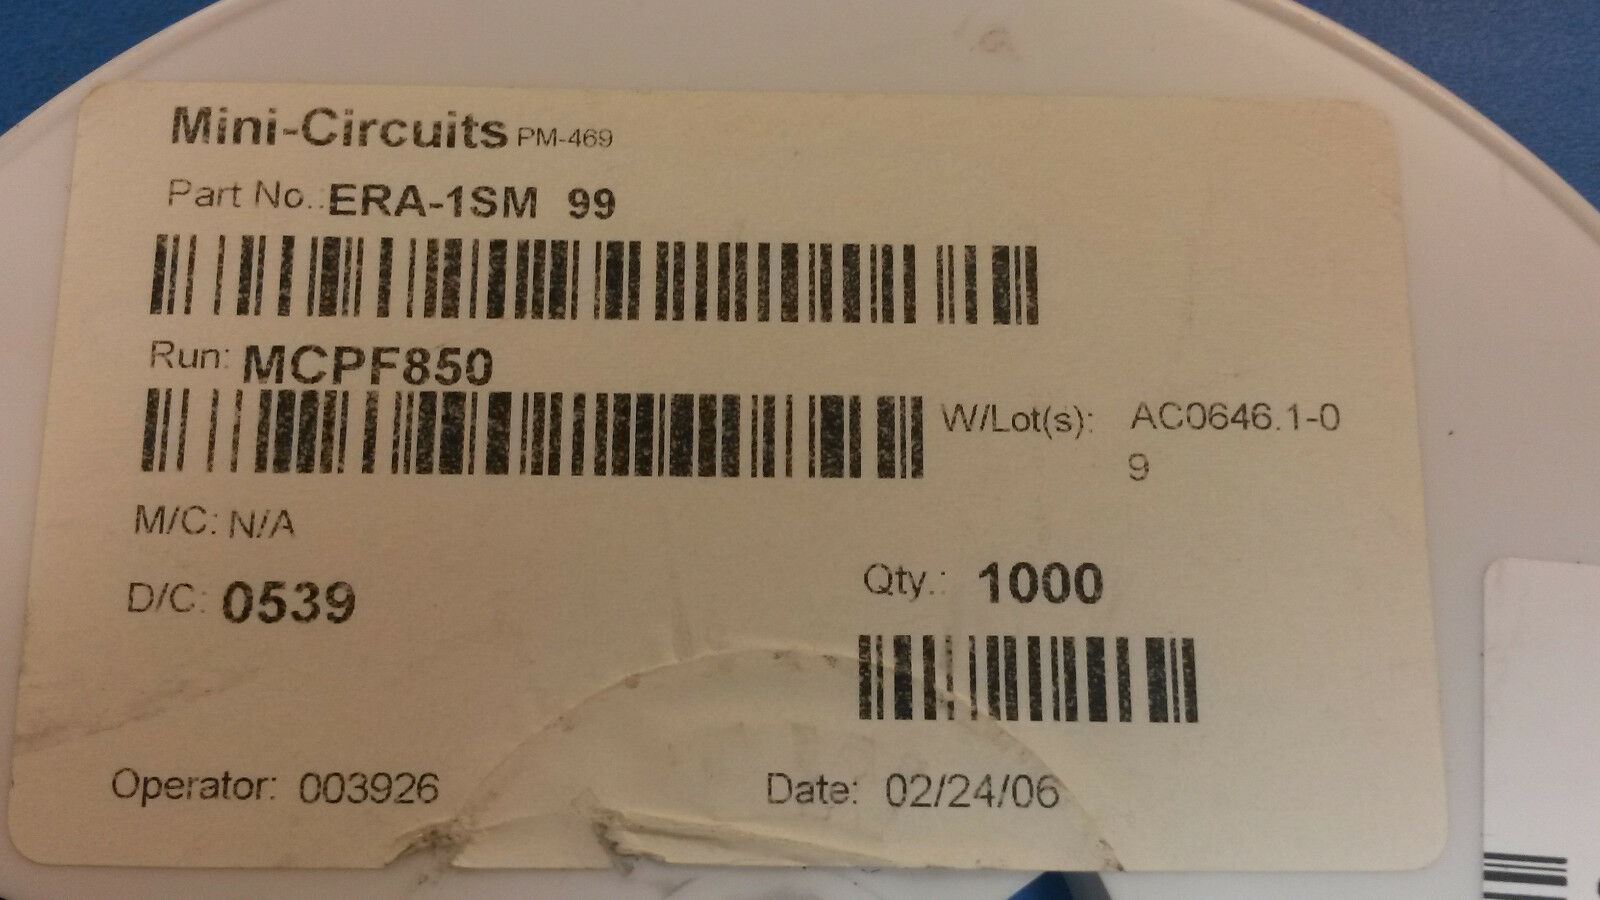 Mini-Circuits PM-469
Part No.: ERA-1SM 99
Run: MCPF850
W/Lot(s): AC0646.1-0
9
M/C: N/A
D/C: 0539
Qty.: 1000
Operator: 003926
Date: 02/24/06